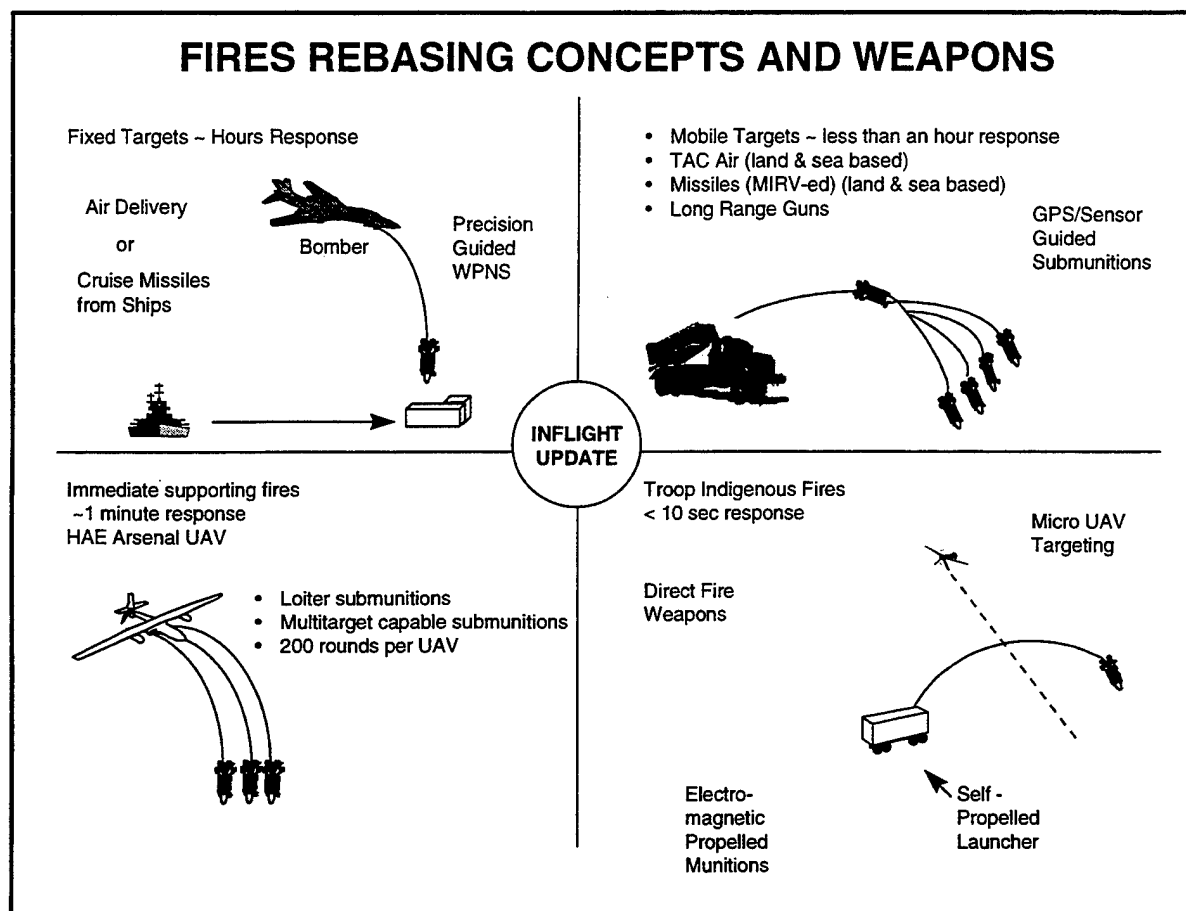 FIRES REBASING CONCEPTS AND WEAPONS
Fixed Targets ~ Hours Response
Air Delivery
or
Cruise Missiles
from Ships
Bomber
Precision
Guided
WPNS
• Mobile Targets ~ less than an hour response
• TAC Air (land & sea based)
• Missiles (MIRV-ed) (land & sea based)
• Long Range Guns
GPS/Sensor
Guided
Submunitions
INFLIGHT
UPDATE
Immediate supporting fires
~1 minute response
HAE Arsenal UAV
• Loiter submunitions
• Multitarget capable submunitions
• 200 rounds per UAV
Troop Indigenous Fires
< 10 sec response
Micro UAV
Targeting
Direct Fire
Weapons
Electro-
magnetic
Propelled
Munitions
Self -
Propelled
Launcher